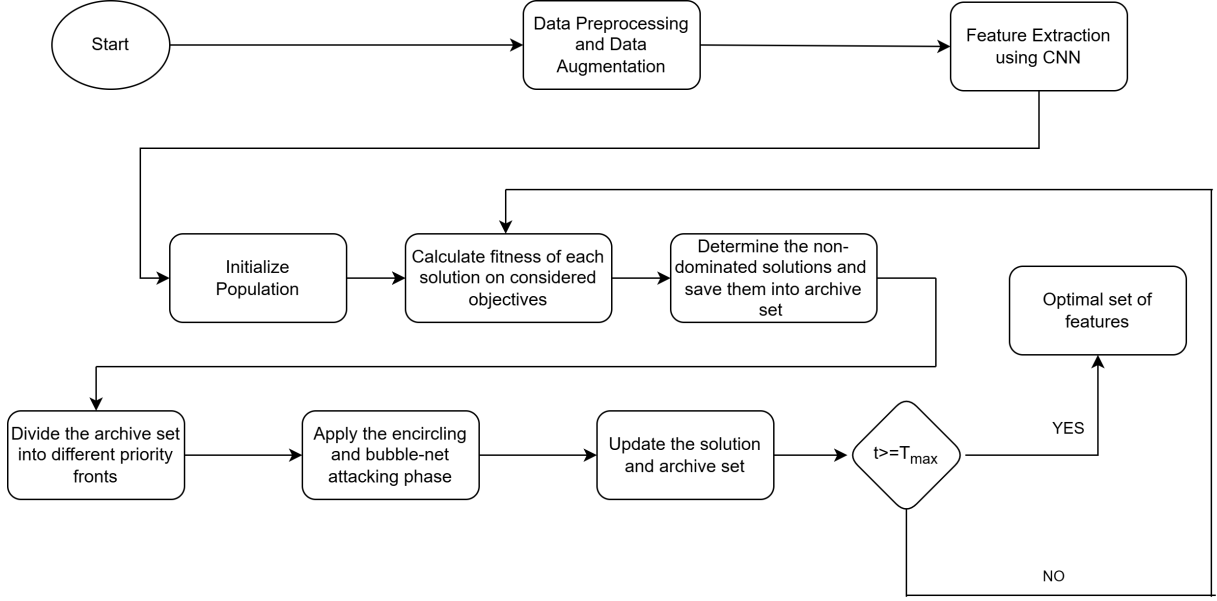 Start
Data Preprocessing
and Data
Augmentation
Feature Extraction
using CNN
Initialize
Population
Calculate fitness of each
solution on considered
objectives
Determine the non-
dominated solutions and
save them into archive
set
Optimal set of
features
Divide the archive set
into different priority
fronts
Apply the encircling
and bubble-net
attacking phase
Update the solution
and archive set
t>=Tmax
YES
NO